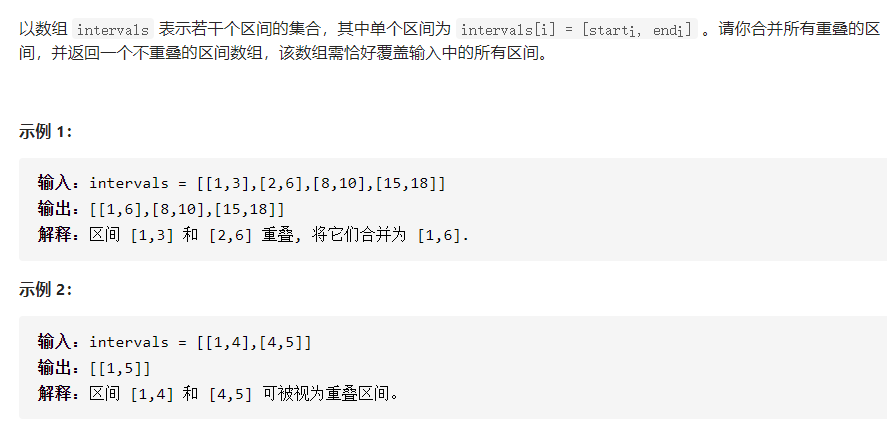 以数组 intervals 表示若干个区间的集合，其中单个区间为 intervals[i] = [starti, endi] 。请你合并所有重叠的区
间，并返回一个不重叠的区间数组，该数组需恰好覆盖输入中的所有区间。
示例 1：
输入：intervals = [[1,3],[2,6],[8,10],[15,18]]
输出：[[1,6],[8,10],[15,18]]
解释：区间 [1,3] 和 [2,6] 重叠, 将它们合并为 [1,6].
示例 2：
输入：intervals = [[1,4],[4,5]]
输出：[[1,5]]
解释：区间 [1,4] 和 [4,5] 可被视为重叠区间。